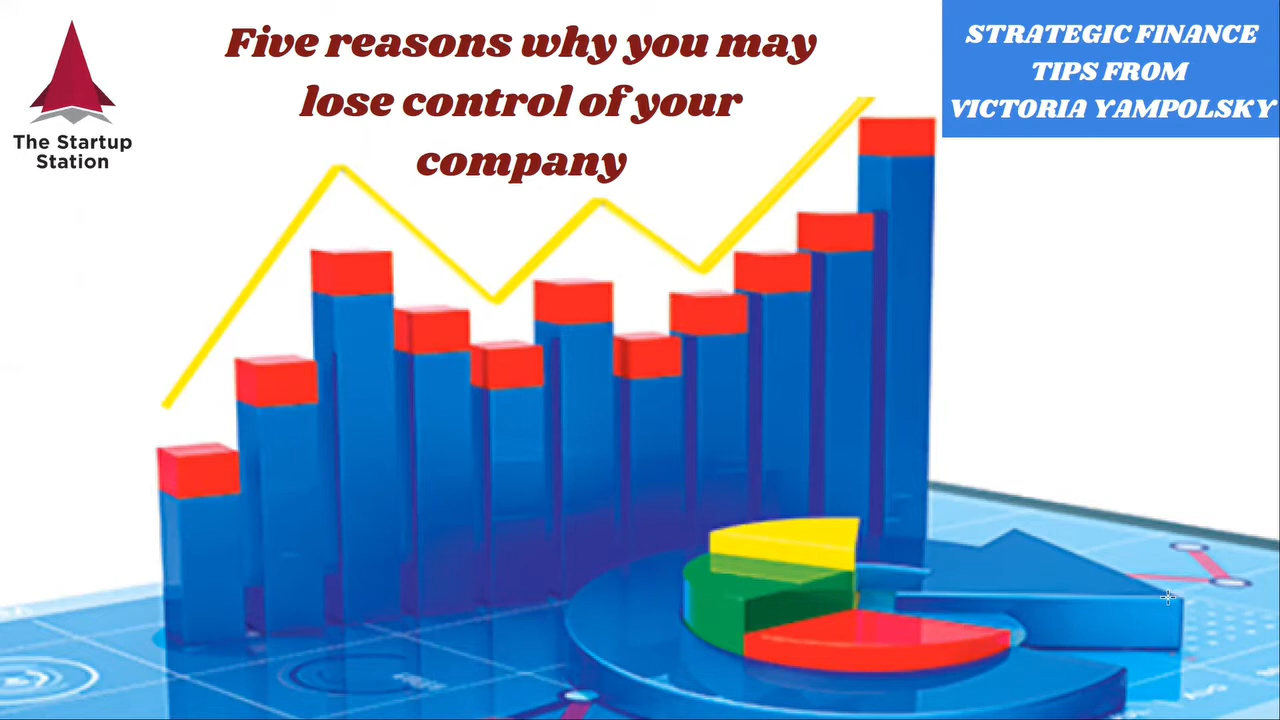 Five reasons why you may
lose control of your
company
STRATEGIC FINANCE
TIPS FROM
VICTORIA YAMPOLSKY
The Startup
Station